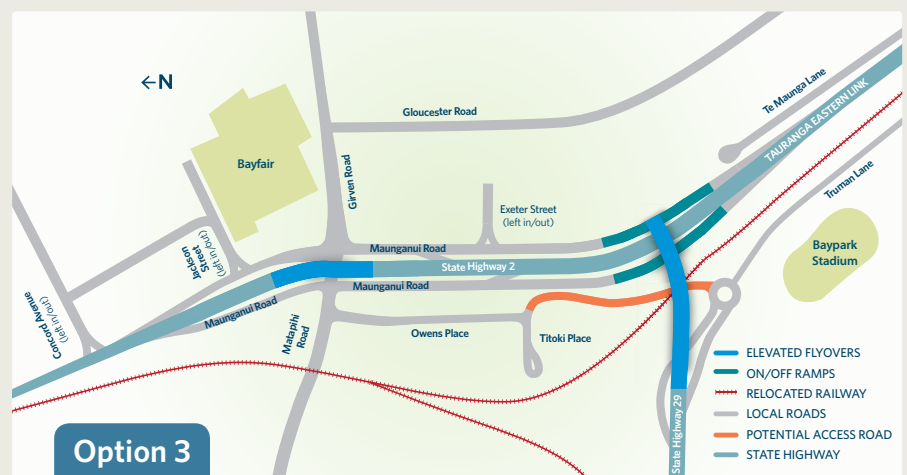 ←N
Gloucester Road
Te Maunga Lane
TAURANGA EASTERN LINK
Truman Lane
Bayfair
Girven Road
Exeter Street
(left in/out)
Jackson
Street
(left in/out)
Maunganui Road
State Highway 2
Baypark
Stadium
Concord Avenue
(left in/out)
Maunganui Road
Maunganui Road
Matapihi
Road
Owens Place
Titoki Place
ELEVATED FLYOVERS
ON/OFF RAMPS
RELOCATED RAILWAY
LOCAL ROADS
POTENTIAL ACCESS ROAD
STATE HIGHWAY
State Highway 29
Option 3